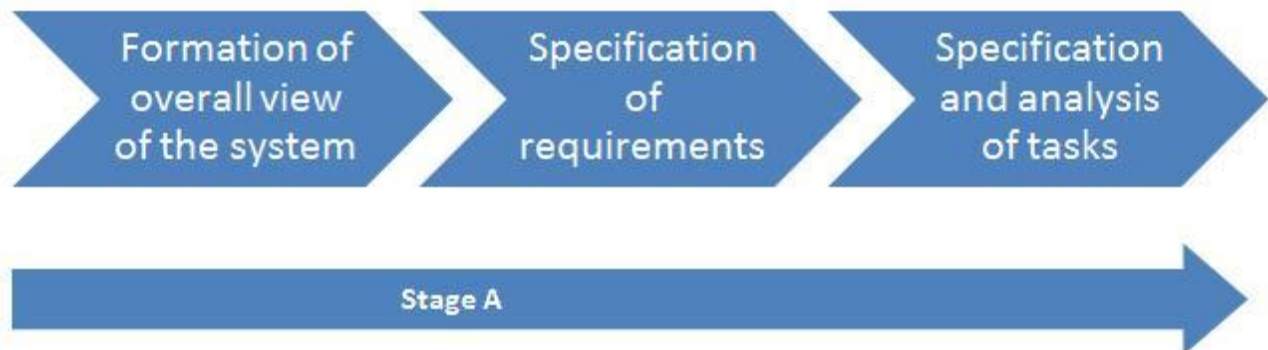 Formation of
overall view
of the system
Specification
of
requirements
Specification
and analysis
of tasks
Stage A